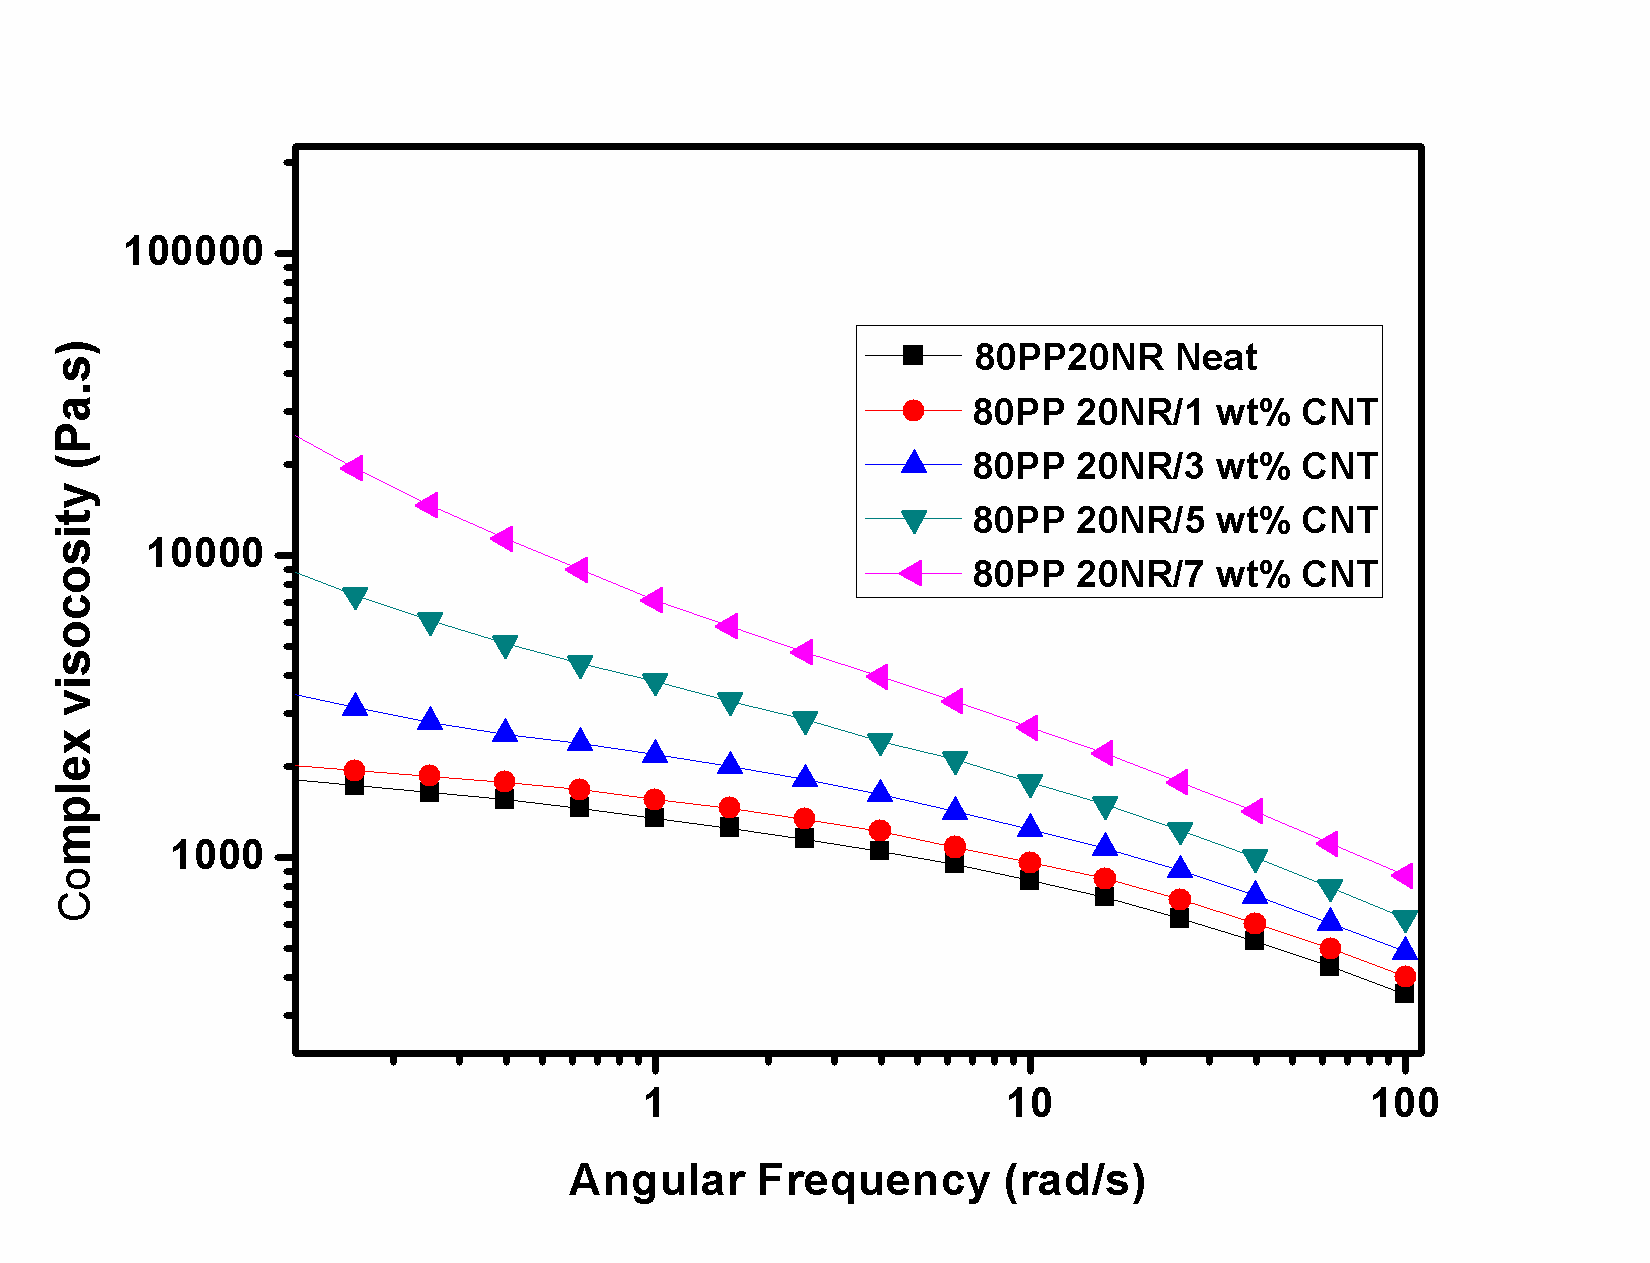 100000
10000
1000
Complex visocosity (Pa.s)
80PP20NR Neat
80PP 20NR/1 wt% CNT
80PP 20NR/3 wt% CNT
80PP 20NR/5 wt% CNT
80PP 20NR/7 wt% CNT
1 10 100
Angular Frequency (rad/s)